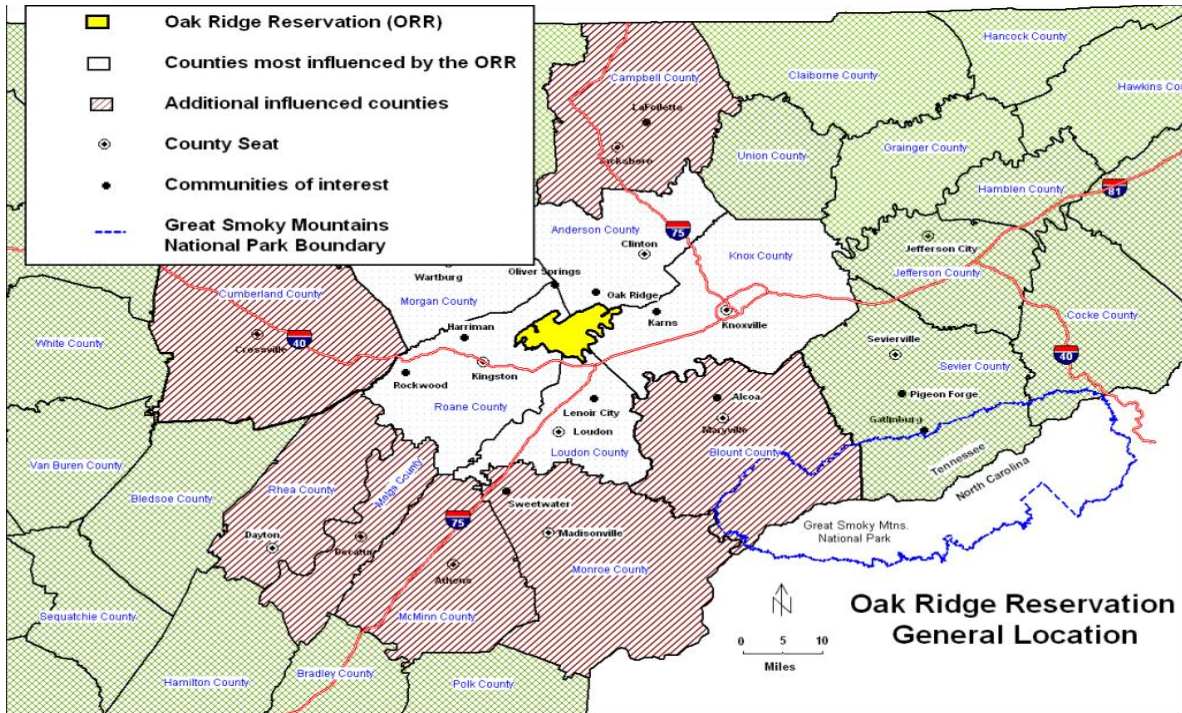 Oak Ridge Reservation (ORR)
Counties most influenced by the ORR
Additional influenced counties
County Seat
Communities of interest
Great Smoky Mountains
National Park Boundary
Hancock County
Claiborne County
Campbell County
Hawkins Cou
LaFollette
Jacksboro
Union County
Grainger County
Hamblen County
81
75
Anderson County
Clinton
Knox County
Jefferson City
Jefferson County
Wartburg
Oliver Springs
Oak Ridge
Cumberland County
Morgan County
Karns
Knoxville
Cocke County
Harriman
White County
Crossville
40
Sevierville
40
Kingston
Sevier County
Rockwood
Pigeon Forge
Roane County
Lenoir City
Alcoa
Maryville
Gatlinburg
Loudon
Loudon County
Blount County
Tennessee
Van Buren County
Bledsoe County
Rhea County
Meigs County
North Carolina
Sweetwater
75
Great Smoky Mtns.
National Park
Dayton
Decatur
Madisonville
Athens
Monroe County
Sequatchie County
McMinn County
N
Oak Ridge Reservation
General Location
0 5 10
Miles
Hamilton County
Bradley County
Polk County